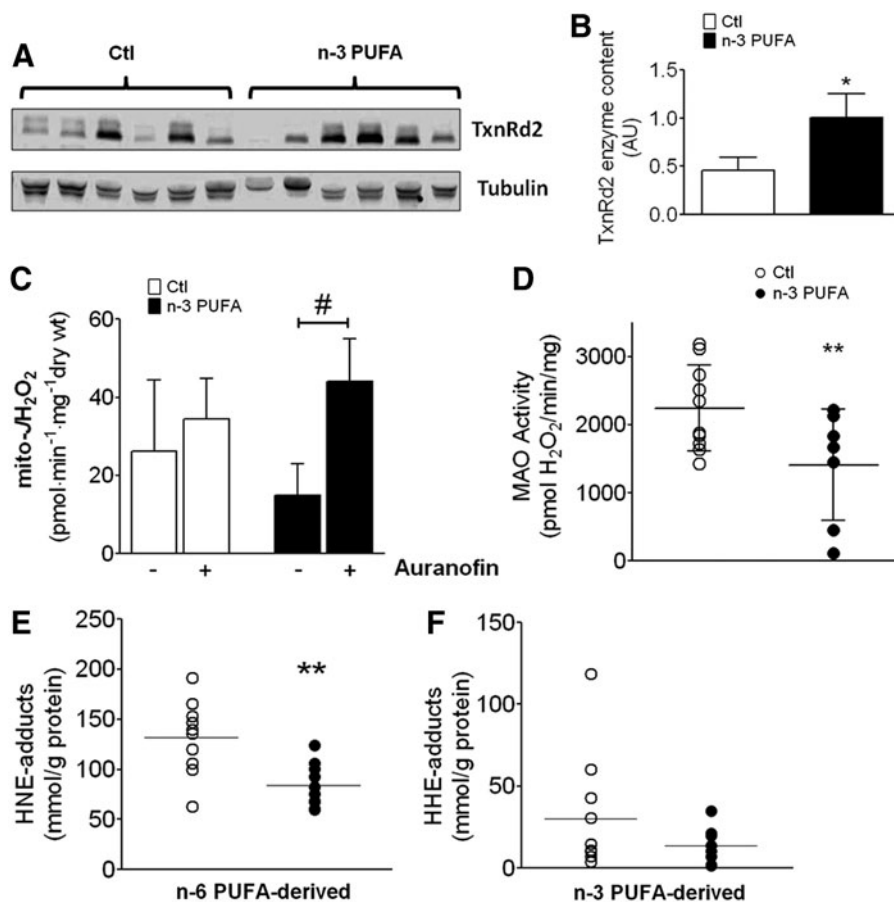 A
Ctl
n-3 PUFA
TxnRd2
Tubulin
B
Ctl
n-3 PUFA
TxnRd2 enzyme content
(AU)
1.5
1.0
0.5
0.0
*
C
Ctl
n-3 PUFA
mito-JH₂O₂
(pmol·min⁻¹·mg⁻¹dry wt)
60
40
20
0
#
- + - + Auranofin
D
Ctl
n-3 PUFA
MAO Activity
(pmol H₂O₂/min/mg)
3000
2000
1000
0
**
E
HNE-adducts
(mmol/g protein)
250
200
150
100
50
0
**
n-6 PUFA-derived
F
HHE-adducts
(mmol/g protein)
150
100
50
0
n-3 PUFA-derived